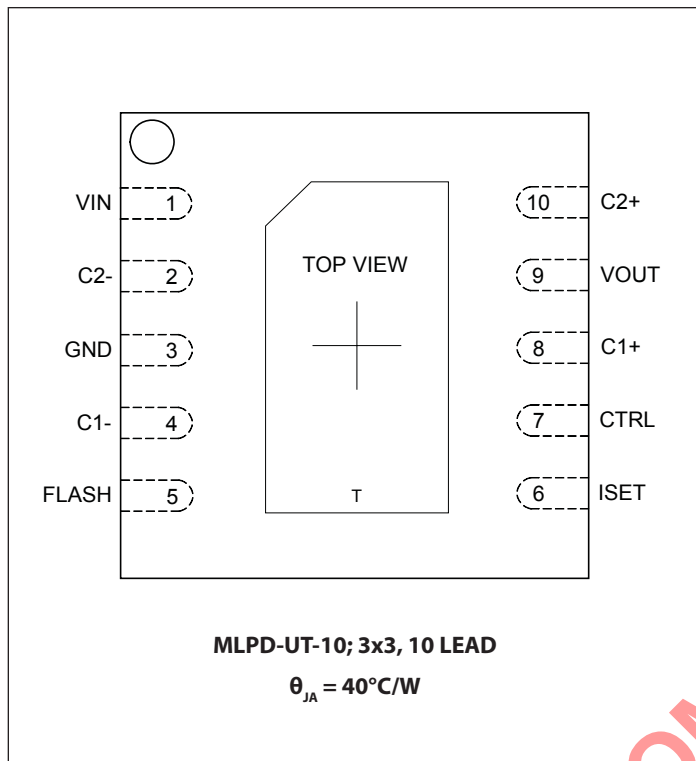 VIN 1 10 C2+
TOP VIEW
C2- 2 9 VOUT
GND 3 8 C1+
C1- 4 7 CTRL
FLASH 5 T 6 ISET
MLPD-UT-10; 3x3, 10 LEAD
θJA = 40°C/W